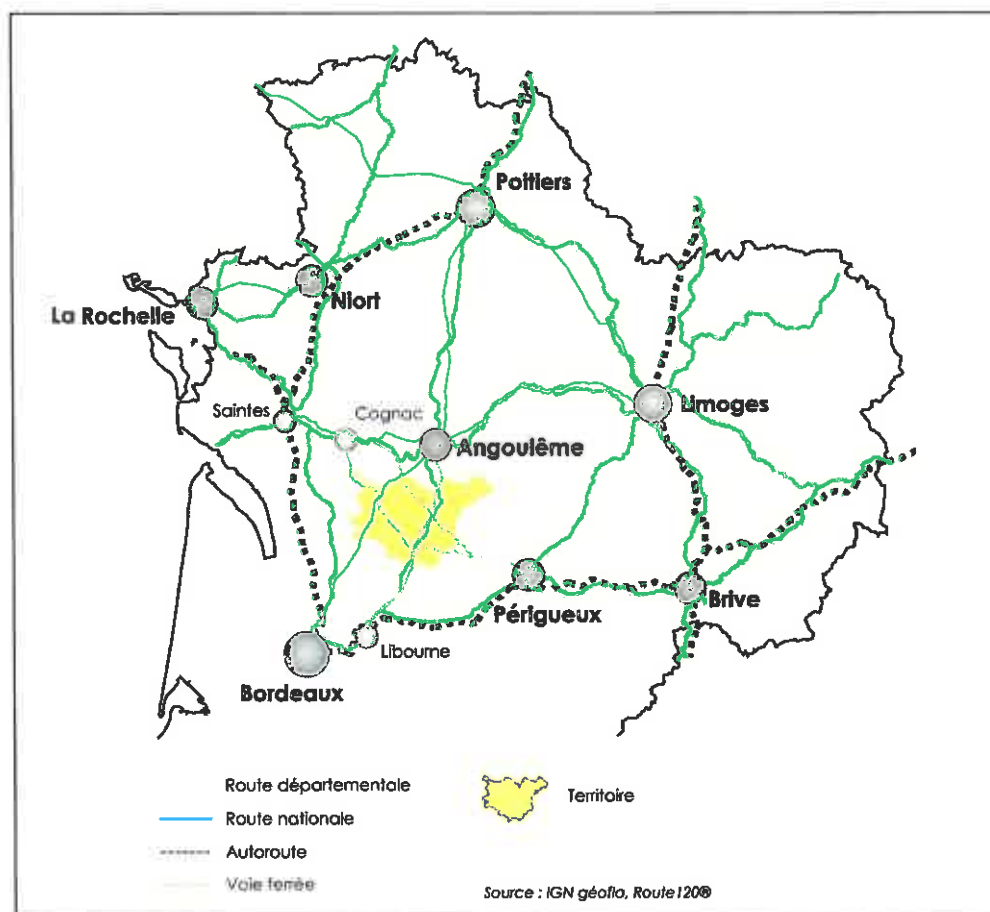 Poitiers
Niort
La Rochelle
Limoges
Saintes
Cognac
Angoulême
Périgueux
Brive
Libourne
Bordeaux
Route départementale
Territoire
Route nationale
Autoroute
Voie ferrée
Source : IGN géofla, Route120®